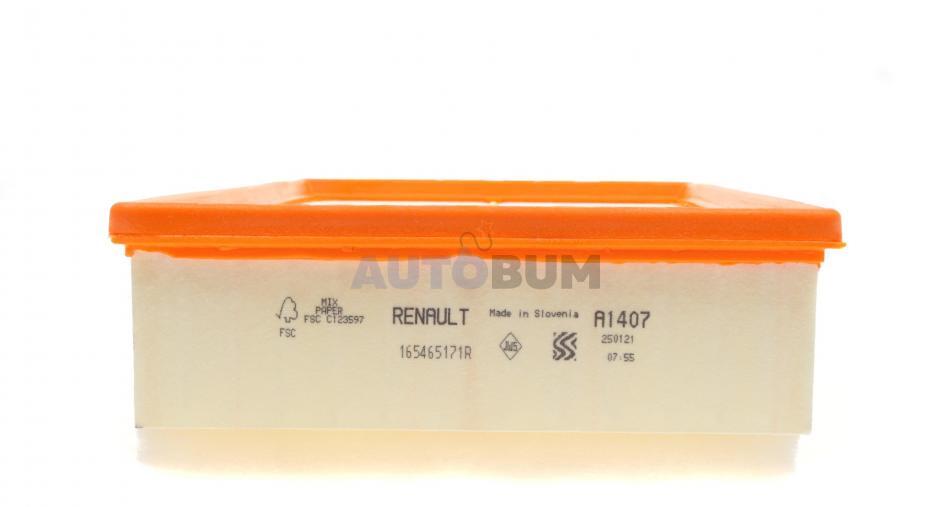 AUTOBUM
MIX
PAPER
FSC C123597
FSC
RENAULT
165465171R
Made in Slovenia
A1407
250121
07:55